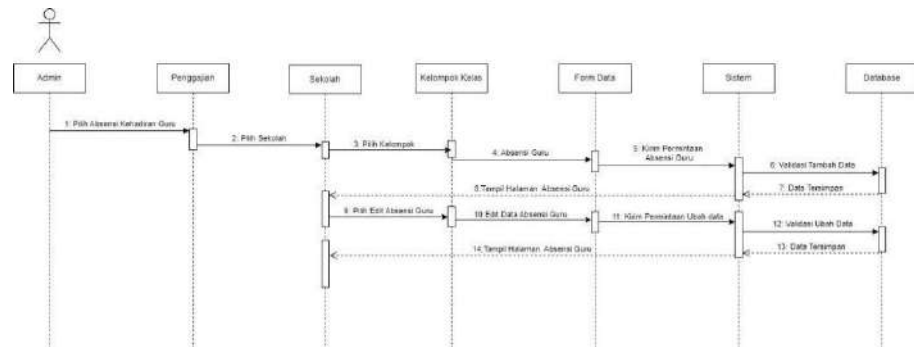 Admin
Penggajian
Sekolah
Kelompok Kelas
Form Data
Sistem
Database
1: Pilih Absensi Kehadiran Guru
2: Pilih Sekolah
3: Pilih Kelompok
4: Absensi Guru
5: Kirim Permintaan
Absensi Guru
6: Validasi Tambah Data
7: Data Tersimpan
8:Tampil Halaman Absensi Guru
9: Pilih Edit Absensi Guru
10 Edit Data Absensi Guru
11: Kirim Permintaan Ubah data
12: Validasi Ubah Data
13: Data Tersimpan
14:Tampil Halaman Absensi Guru